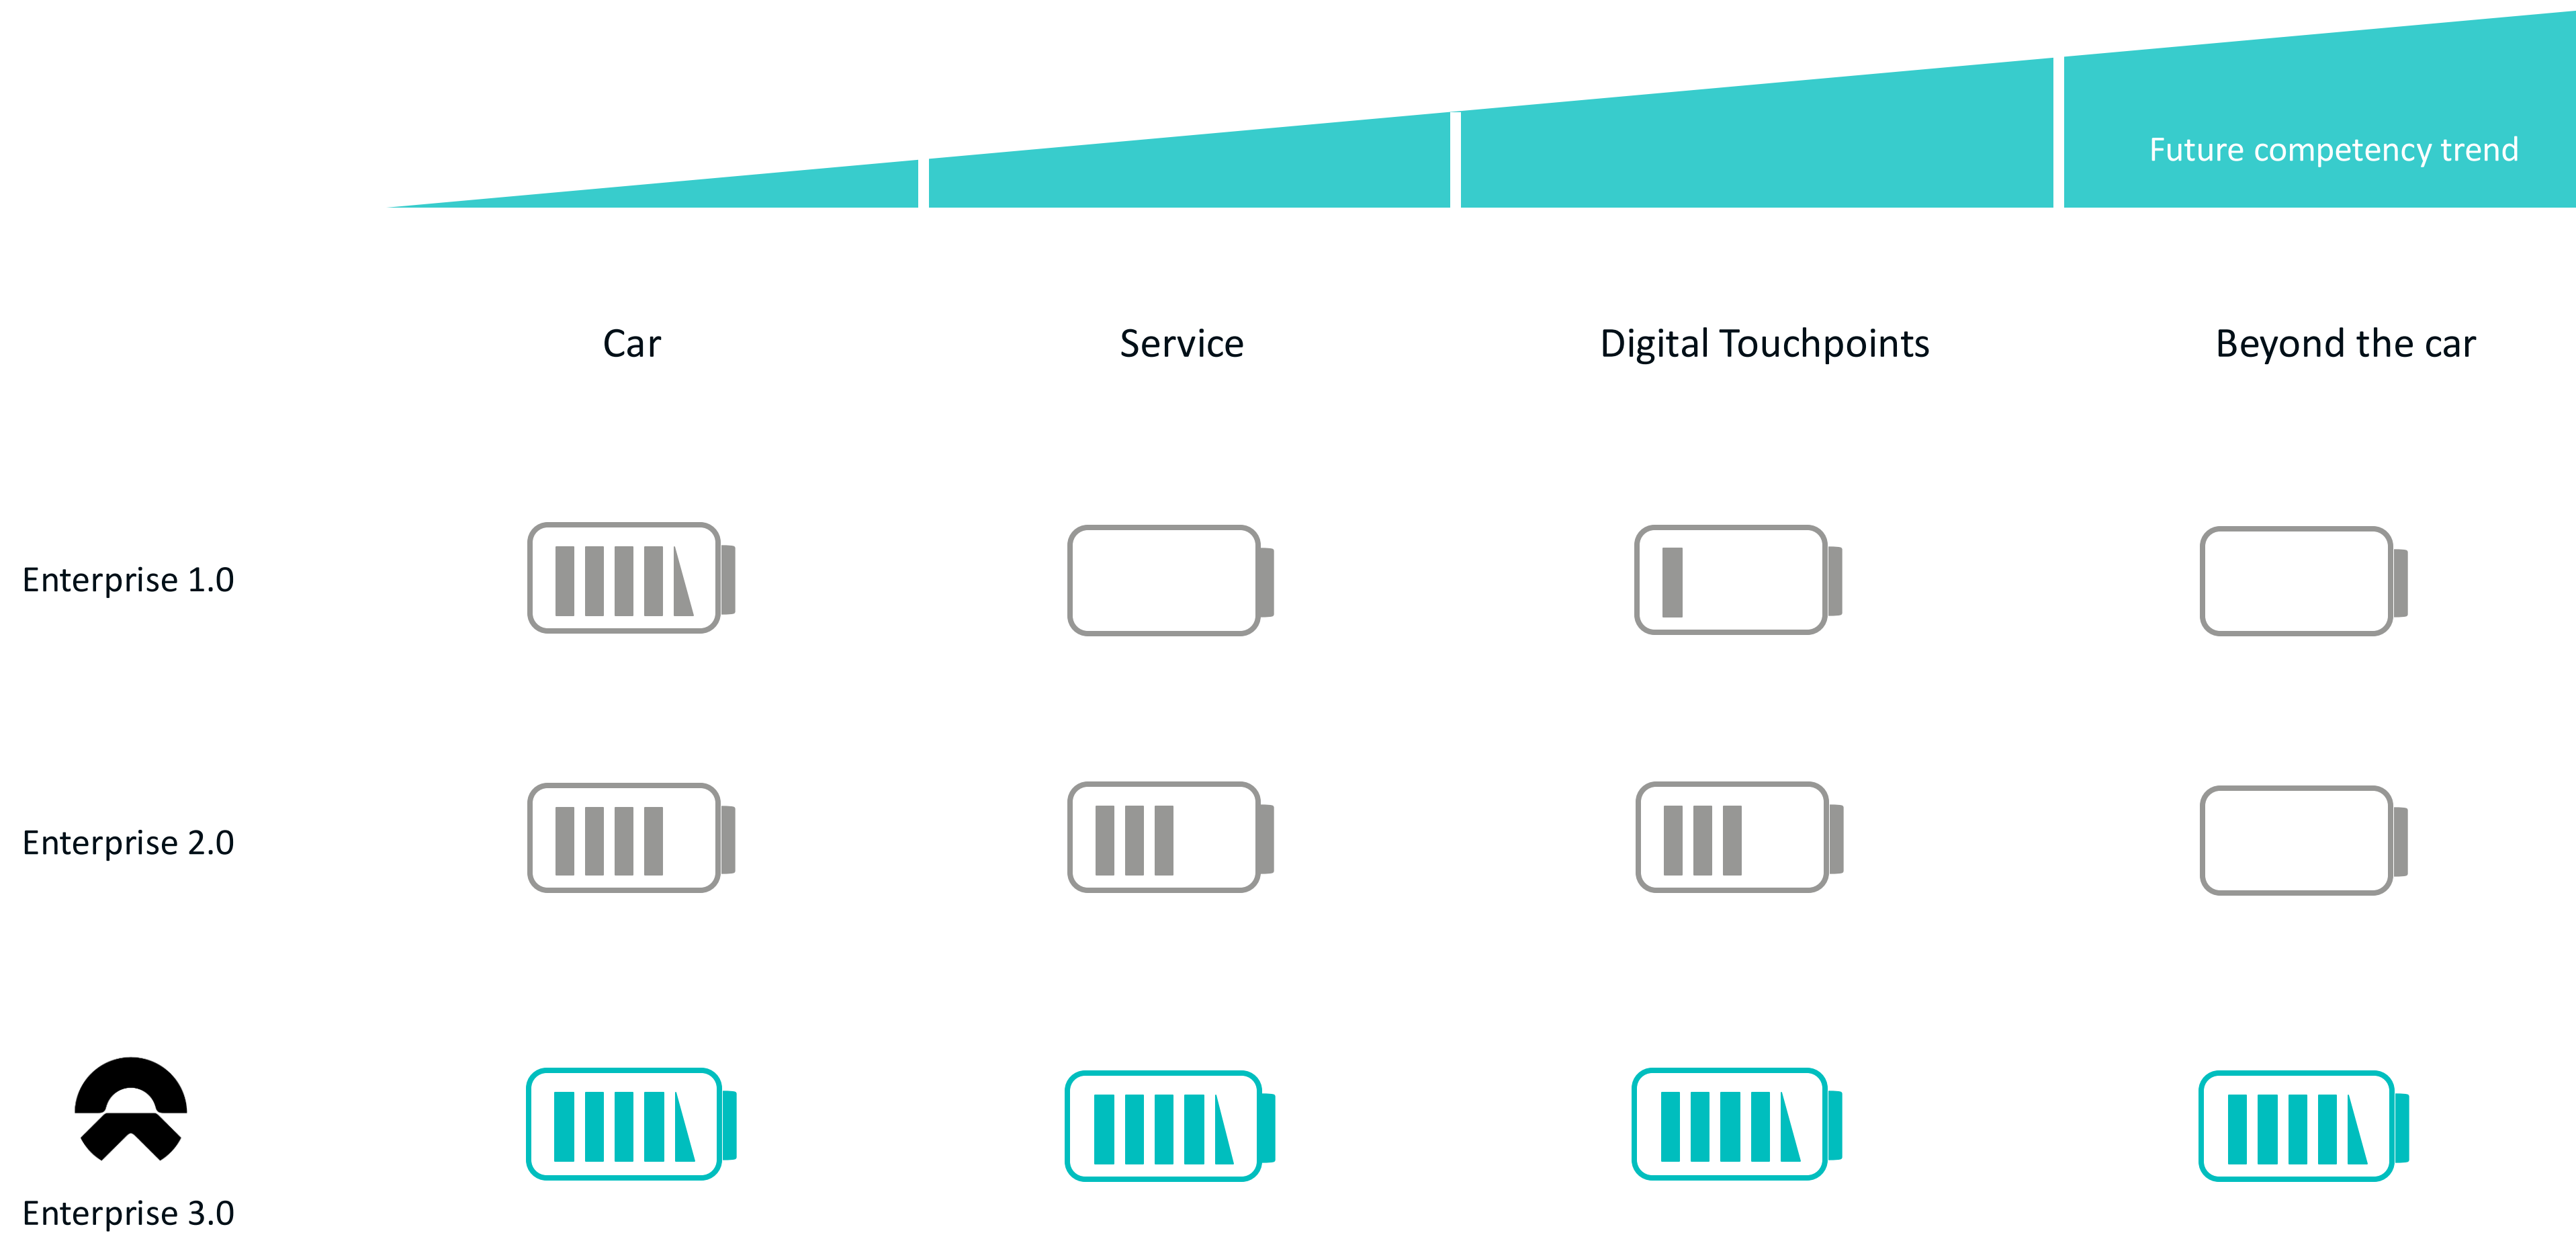 Future competency trend
Car
Service
Digital Touchpoints
Beyond the car
Enterprise 1.0
Enterprise 2.0
Enterprise 3.0